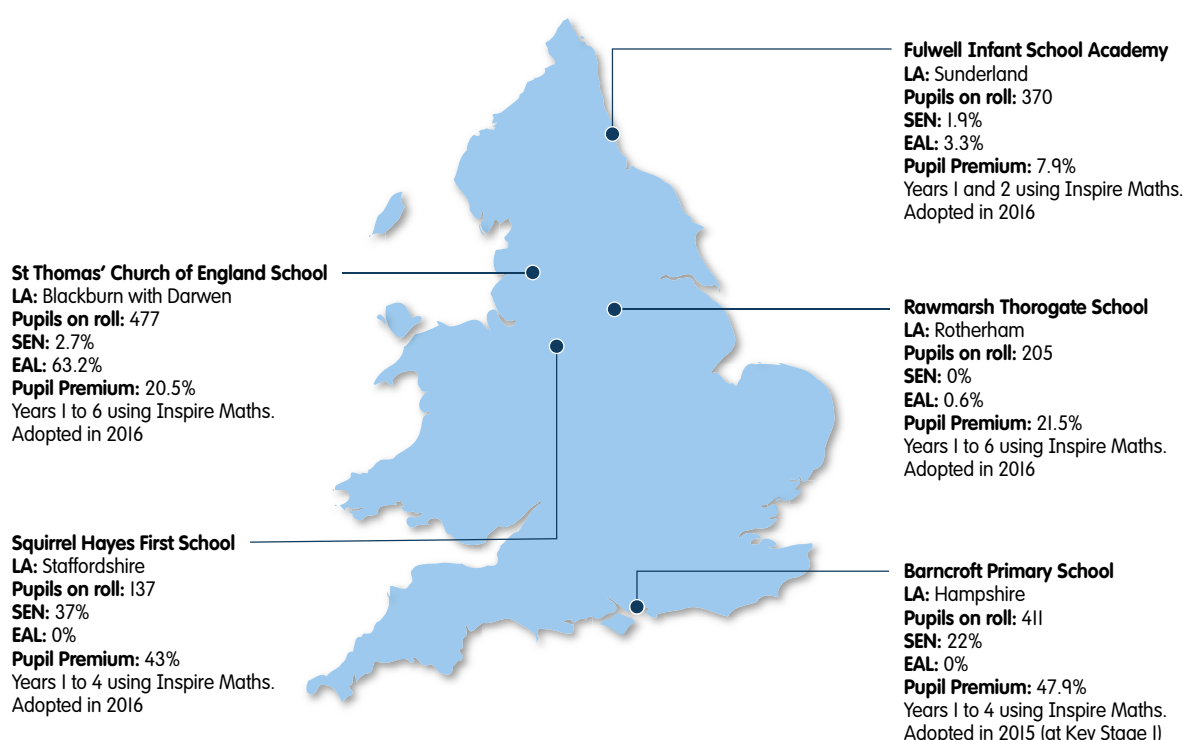 Fulwell Infant School Academy
LA: Sunderland
Pupils on roll: 370
SEN: 1.9%
EAL: 3.3%
Pupil Premium: 7.9%
Years 1 and 2 using Inspire Maths.
Adopted in 2016
St Thomas’ Church of England School
LA: Blackburn with Darwen
Pupils on roll: 477
SEN: 2.7%
EAL: 63.2%
Pupil Premium: 20.5%
Years 1 to 6 using Inspire Maths.
Adopted in 2016
Rawmarsh Thorogate School
LA: Rotherham
Pupils on roll: 205
SEN: 0%
EAL: 0.6%
Pupil Premium: 21.5%
Years 1 to 6 using Inspire Maths.
Adopted in 2016
Squirrel Hayes First School
LA: Staffordshire
Pupils on roll: 137
SEN: 37%
EAL: 0%
Pupil Premium: 43%
Years 1 to 4 using Inspire Maths.
Adopted in 2016
Barncroft Primary School
LA: Hampshire
Pupils on roll: 411
SEN: 22%
EAL: 0%
Pupil Premium: 47.9%
Years 1 to 4 using Inspire Maths.
Adopted in 2015 (at Key Stage 1)